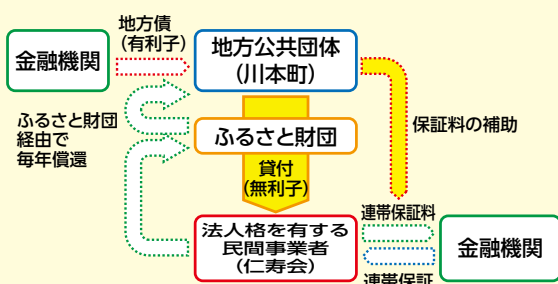 地方債
(有利子)
金融機関
地方公共団体
(川本町)
ふるさと財団
経由で
毎年償還
ふるさと財団
保証料の補助
貸付
(無利子)
法人格を有する
民間事業者
(仁寿会)
連帯保証料
金融機関
連帯保証